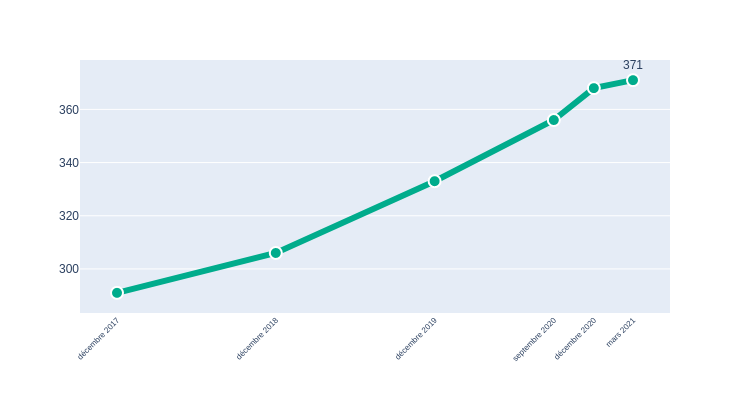 371
360
340
320
300
décembre 2017
décembre 2018
décembre 2019
septembre 2020
décembre 2020
mars 2021